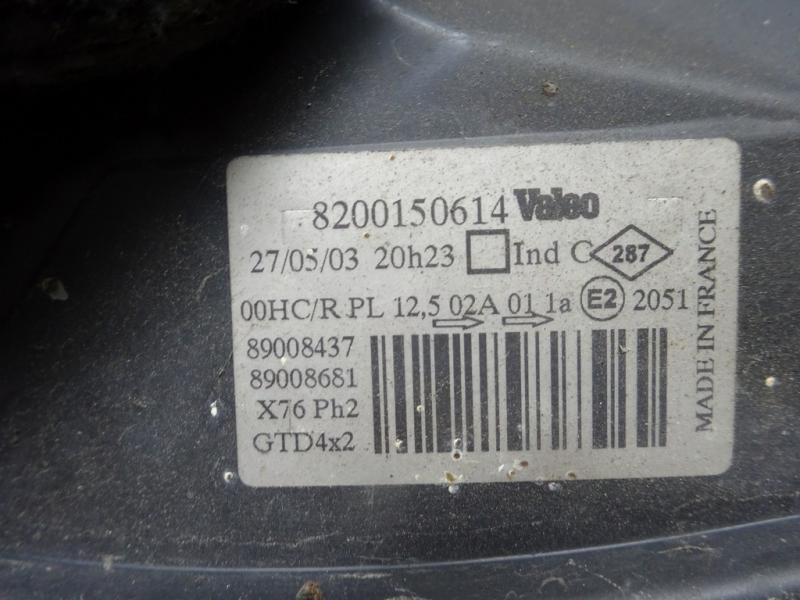 8200150614 Valeo
27/05/03 20h23 Ind C 287
00HC/R PL 12,5 02A 01 1a E2 2051
89008437
89008681
X76 Ph2
GTD4x2
MADE IN FRANCE